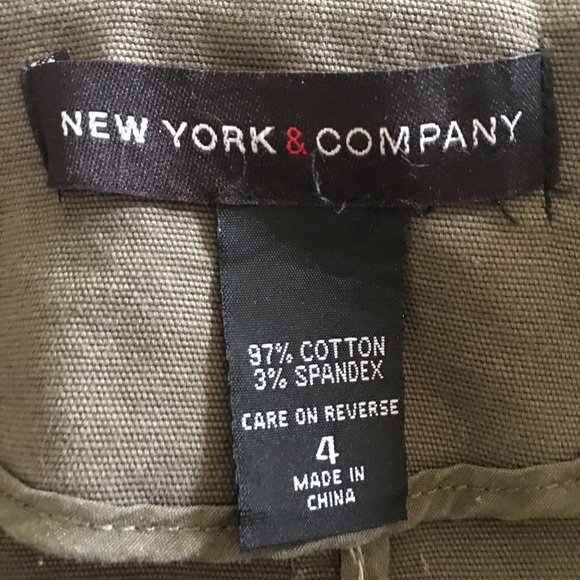 NEW YORK & COMPANY
97% COTTON
3% SPANDEX
CARE ON REVERSE
4
MADE IN
CHINA